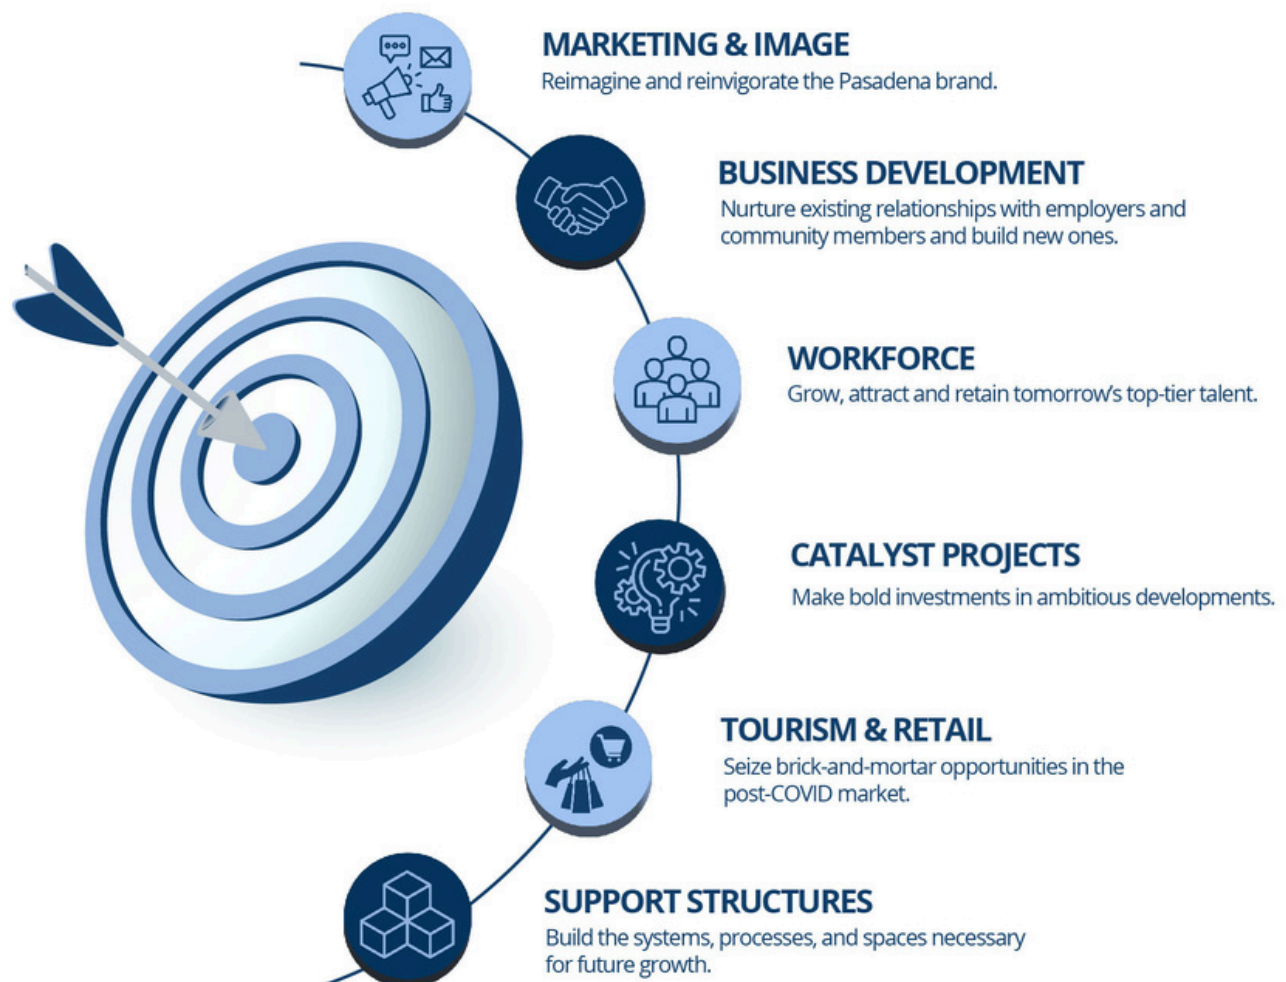 MARKETING & IMAGE
Reimagine and reinvigorate the Pasadena brand.
BUSINESS DEVELOPMENT
Nurture existing relationships with employers and
community members and build new ones.
WORKFORCE
Grow, attract and retain tomorrow's top-tier talent.
CATALYST PROJECTS
Make bold investments in ambitious developments.
TOURISM & RETAIL
Seize brick-and-mortar opportunities in the
post-COVID market.
SUPPORT STRUCTURES
Build the systems, processes, and spaces necessary
for future growth.